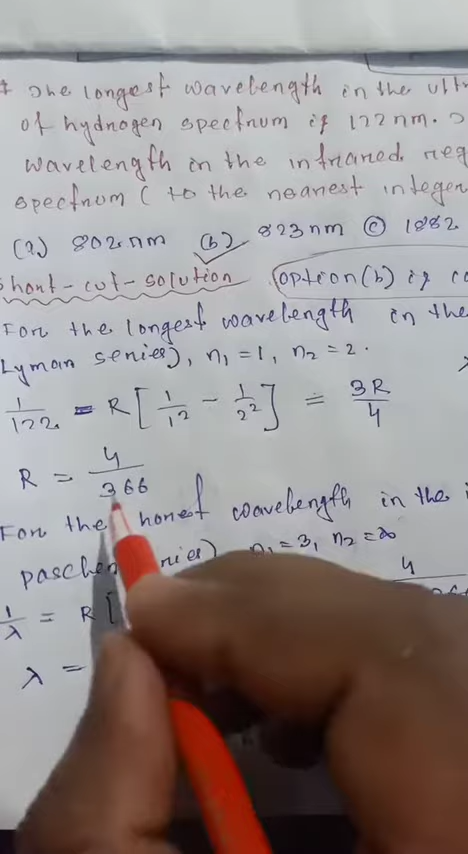 * The longest wavelength in the ultr
of hydrogen spectrum is 122 nm.
wavelength in the infrared reg
spectrum ( to the nearest integer
(a) 802 nm (b) 823 nm (c) 1882
Short-cut-solution option (b) is co
For the longest wavelength in the
Lyman series), n₁ = 1, n₂ = 2.
1/122 = R[1/1² - 1/2²] = 3R/4
R = 4/366
For the wavelength in the
paschen n₁ = 3, n₂ = ∞
1/λ = R[ 4
λ =